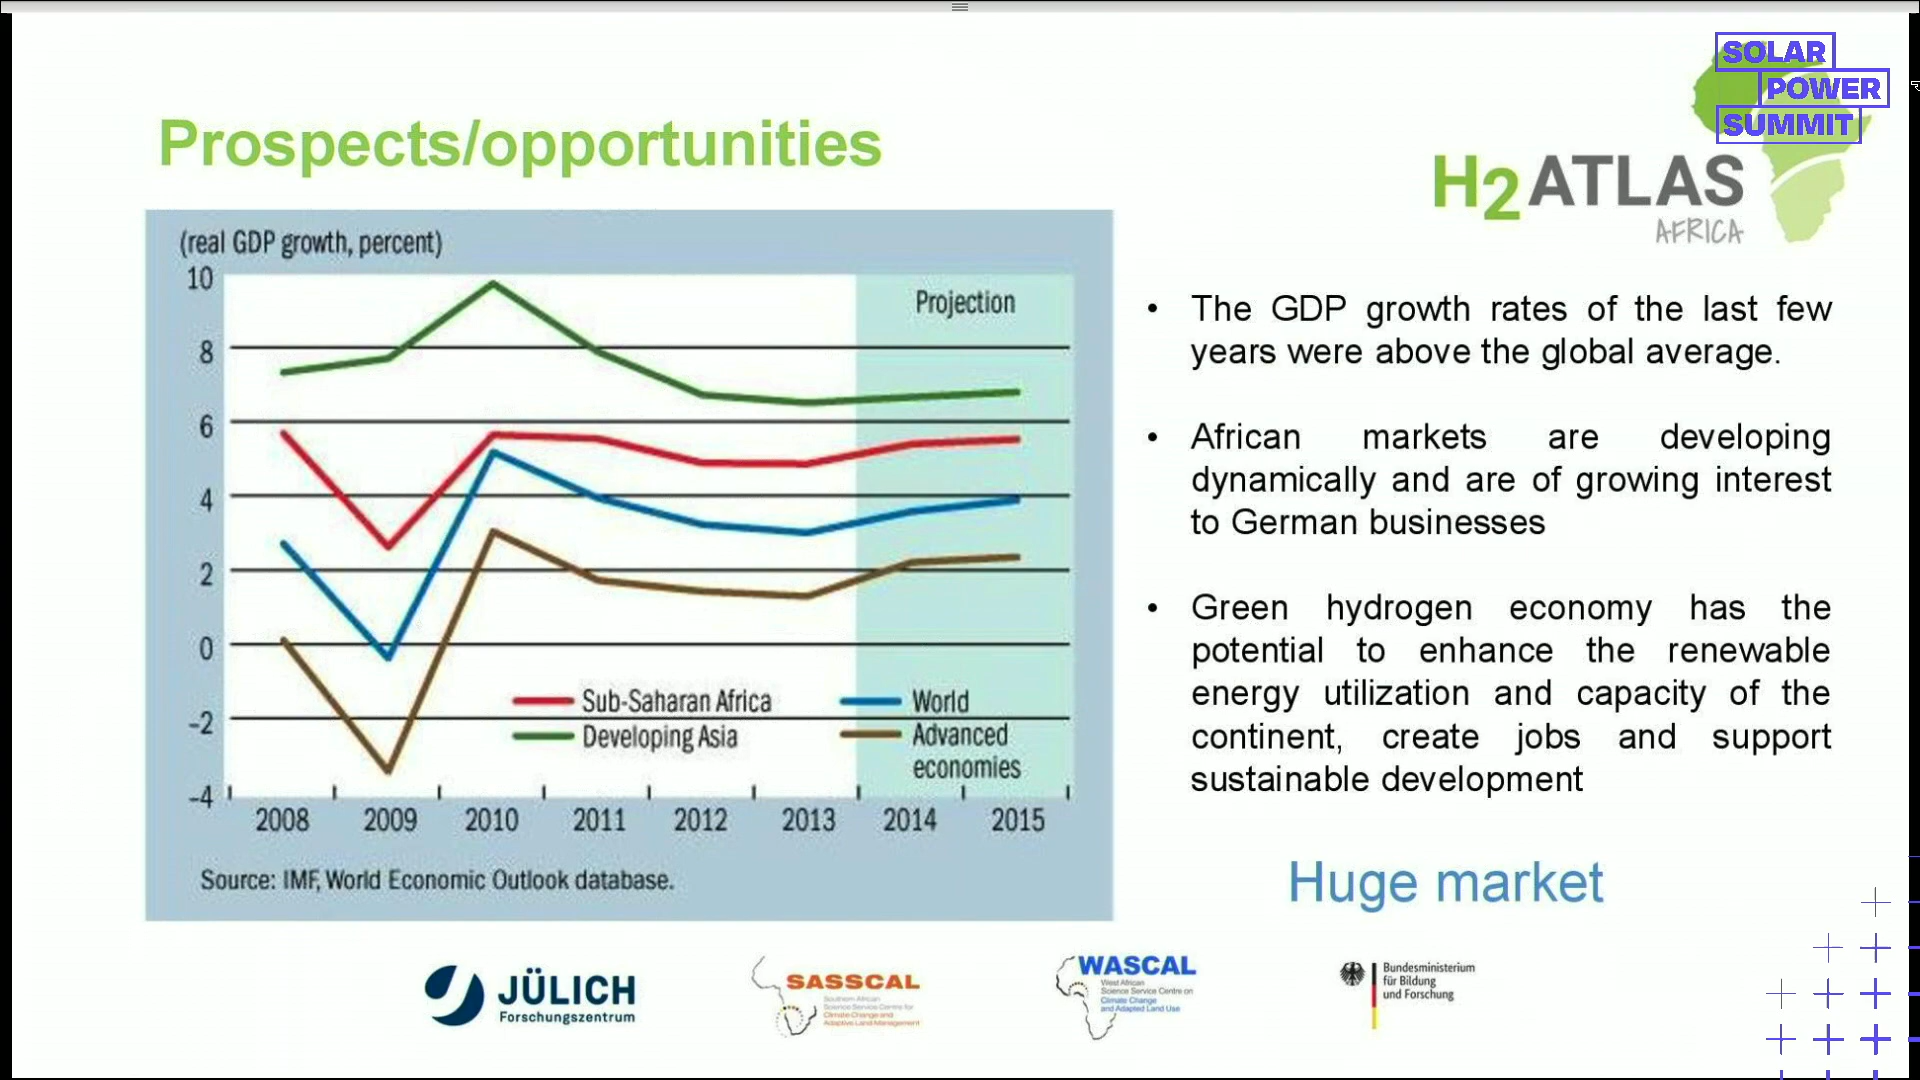 SOLAR
POWER
SUMMIT
Prospects/opportunities
H2ATLAS
AFRICA
(real GDP growth, percent)
10
8
6
4
2
0
–2
–4
Projection
Sub-Saharan Africa
World
Developing Asia
Advanced
economies
2008 2009 2010 2011 2012 2013 2014 2015
Source: IMF, World Economic Outlook database.
• The GDP growth rates of the last few
years were above the global average.
• African markets are developing
dynamically and are of growing interest
to German businesses
• Green hydrogen economy has the
potential to enhance the renewable
energy utilization and capacity of the
continent, create jobs and support
sustainable development
Huge market
JÜLICH
Forschungszentrum
SASSCAL
Southern African
Science Service Centre for
Climate Change and
Adaptive Land Management
WASCAL
West African
Science Service Centre on
Climate Change
and Adapted Land Use
Bundesministerium
für Bildung
und Forschung